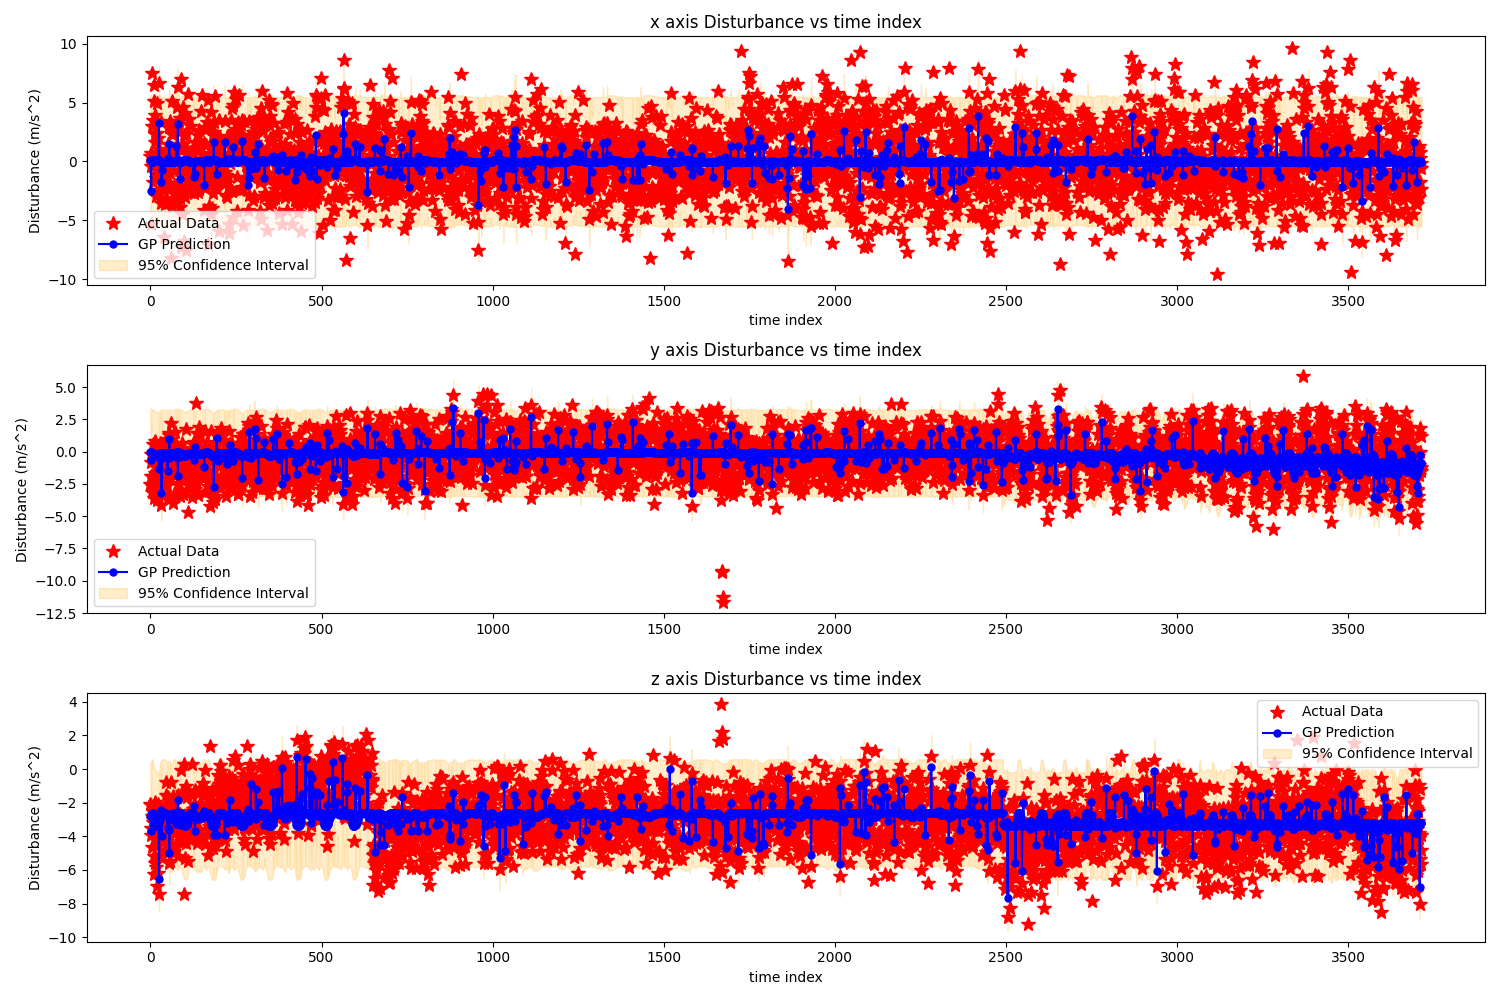 x axis Disturbance vs time index
10
5
0
−5
−10
Disturbance (m/s^2)
Actual Data
GP Prediction
95% Confidence Interval
0 500 1000 1500 2000 2500 3000 3500
time index
y axis Disturbance vs time index
5.0
2.5
0.0
−2.5
−5.0
−7.5
−10.0
−12.5
Disturbance (m/s^2)
Actual Data
GP Prediction
95% Confidence Interval
0 500 1000 1500 2000 2500 3000 3500
time index
z axis Disturbance vs time index
4
2
0
−2
−4
−6
−8
−10
Disturbance (m/s^2)
Actual Data
GP Prediction
95% Confidence Interval
0 500 1000 1500 2000 2500 3000 3500
time index